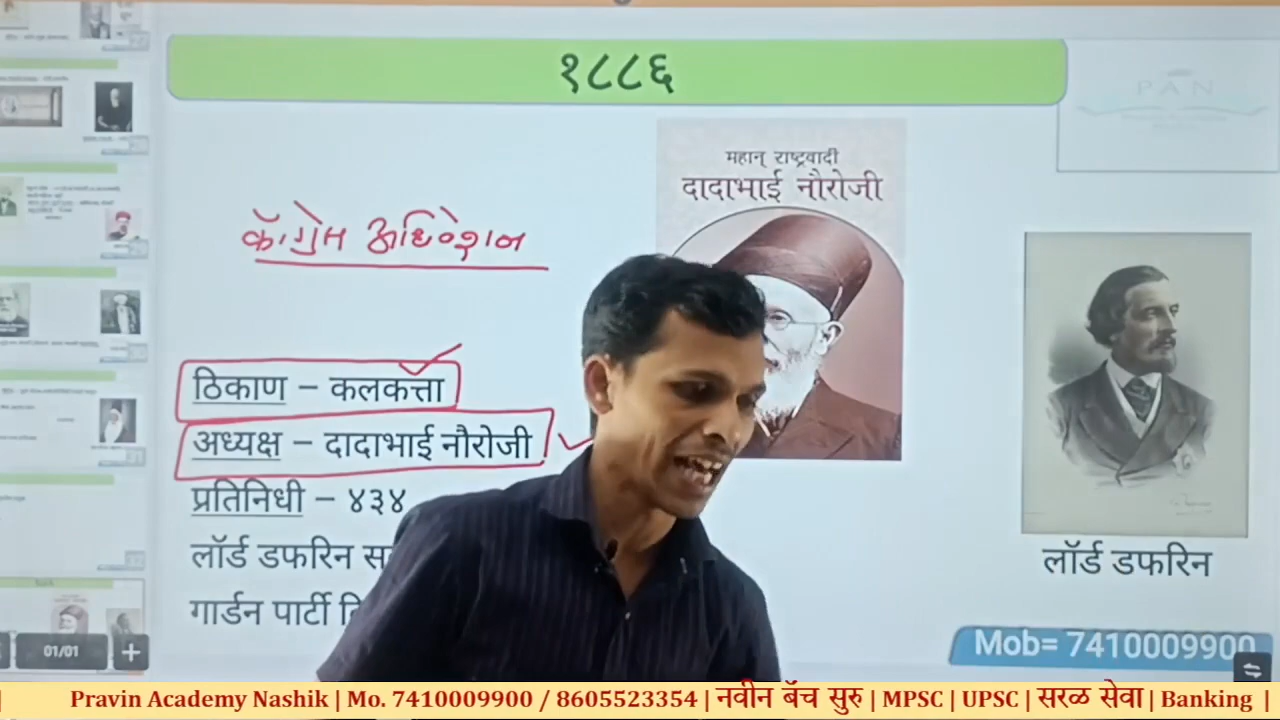 १८८६
PAN
महान् राष्ट्रवादी
दादाभाई नौरोजी
काँग्रेस अधिवेशन
ठिकाण – कलकत्ता
अध्यक्ष – दादाभाई नौरोजी
प्रतिनिधी – ४३४
लॉर्ड डफरिन
गार्डन पार्टी
लॉर्ड डफरिन
Mob= 7410009900
01/01
Pravin Academy Nashik | Mo. 7410009900 / 8605523354 | नवीन बॅच सुरु | MPSC | UPSC | सरळ सेवा | Banking |